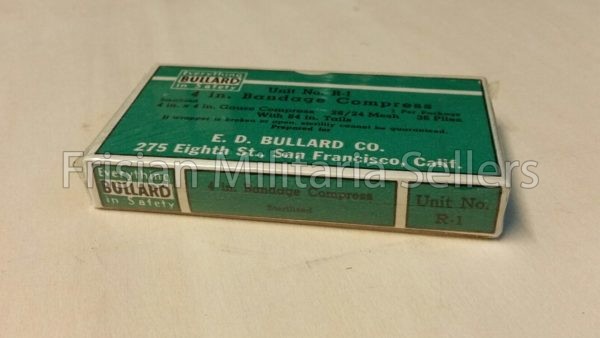 Everything
BULLARD
in Safety
Unit No. R-1
4 in. Bandage Compress
Sterilized
1 Per Package
4 in. x 4 in. Gauze Compress - 28/24 Mesh 36 Plies
With 84 in. Tails
If wrapper is broken or open, sterility cannot be guaranteed.
Prepared for
E. D. BULLARD CO.
275 Eighth St., San Francisco, Calif.
Frisian Militaria Sellers
Everything
BULLARD
in Safety
4 in. Bandage Compress
Sterilized
Unit No.
R-1